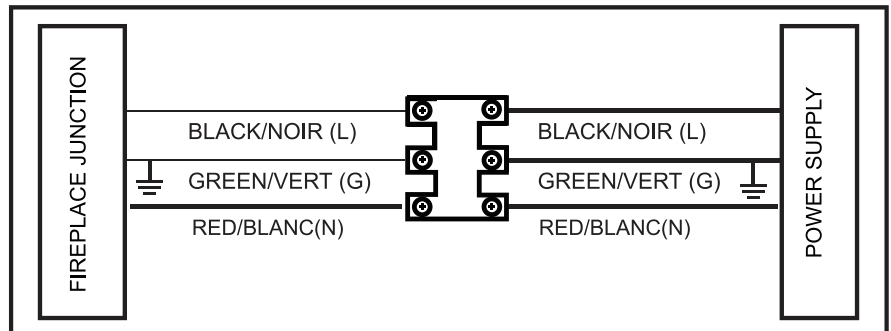 FIREPLACE JUNCTION
BLACK/NOIR (L)
GREEN/VERT (G)
RED/BLANC(N)
BLACK/NOIR (L)
GREEN/VERT (G)
RED/BLANC(N)
POWER SUPPLY